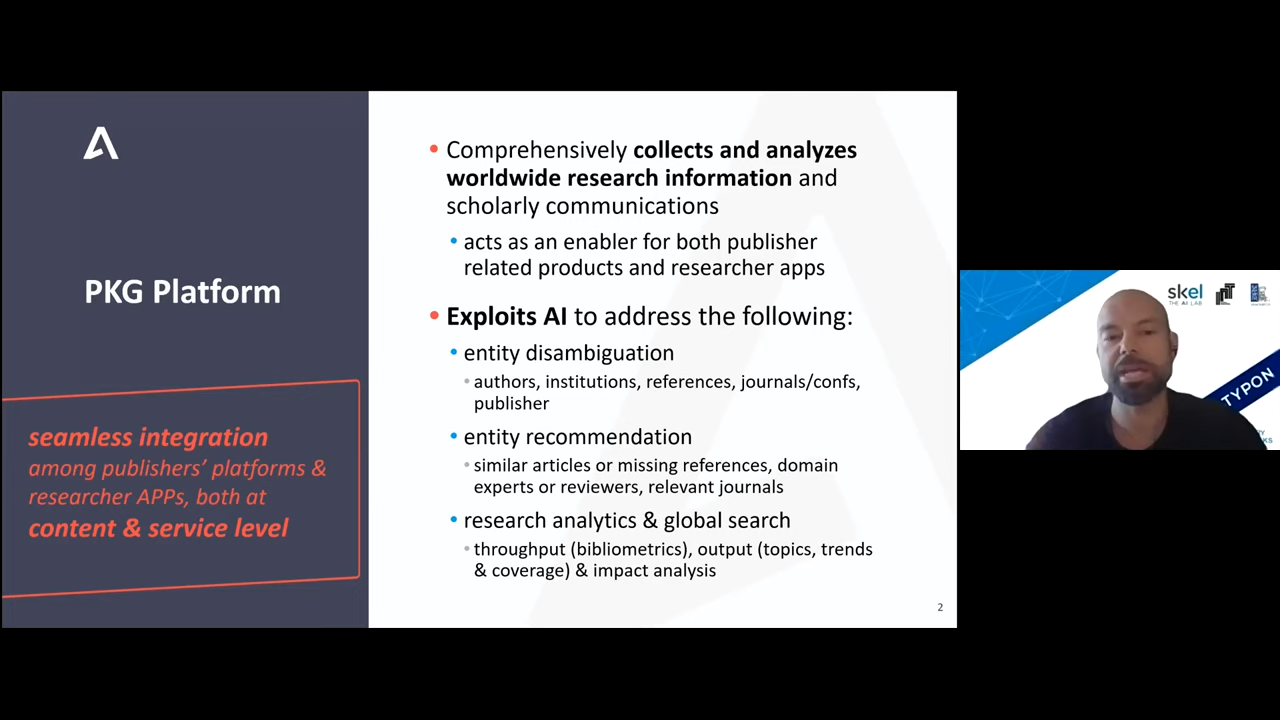 PKG Platform
seamless integration
among publishers’ platforms &
researcher APPs, both at
content & service level
• Comprehensively collects and analyzes
worldwide research information and
scholarly communications
• acts as an enabler for both publisher
related products and researcher apps
• Exploits AI to address the following:
• entity disambiguation
• authors, institutions, references, journals/confs,
publisher
• entity recommendation
• similar articles or missing references, domain
experts or reviewers, relevant journals
• research analytics & global search
• throughput (bibliometrics), output (topics, trends
& coverage) & impact analysis
2
skel
THE AI LAB
TYPON